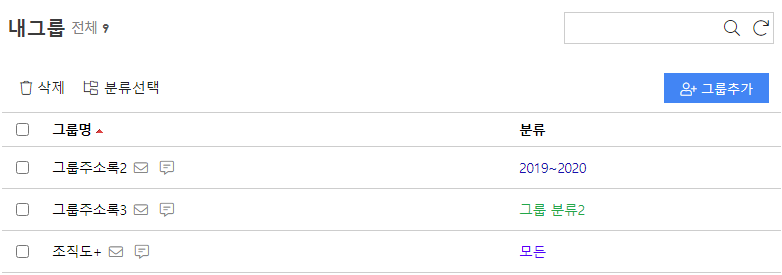 내그룹 전체 9
삭제 분류선택 그룹추가
그룹명 분류
그룹주소록2 2019~2020
그룹주소록3 그룹 분류2
조직도+ 모든